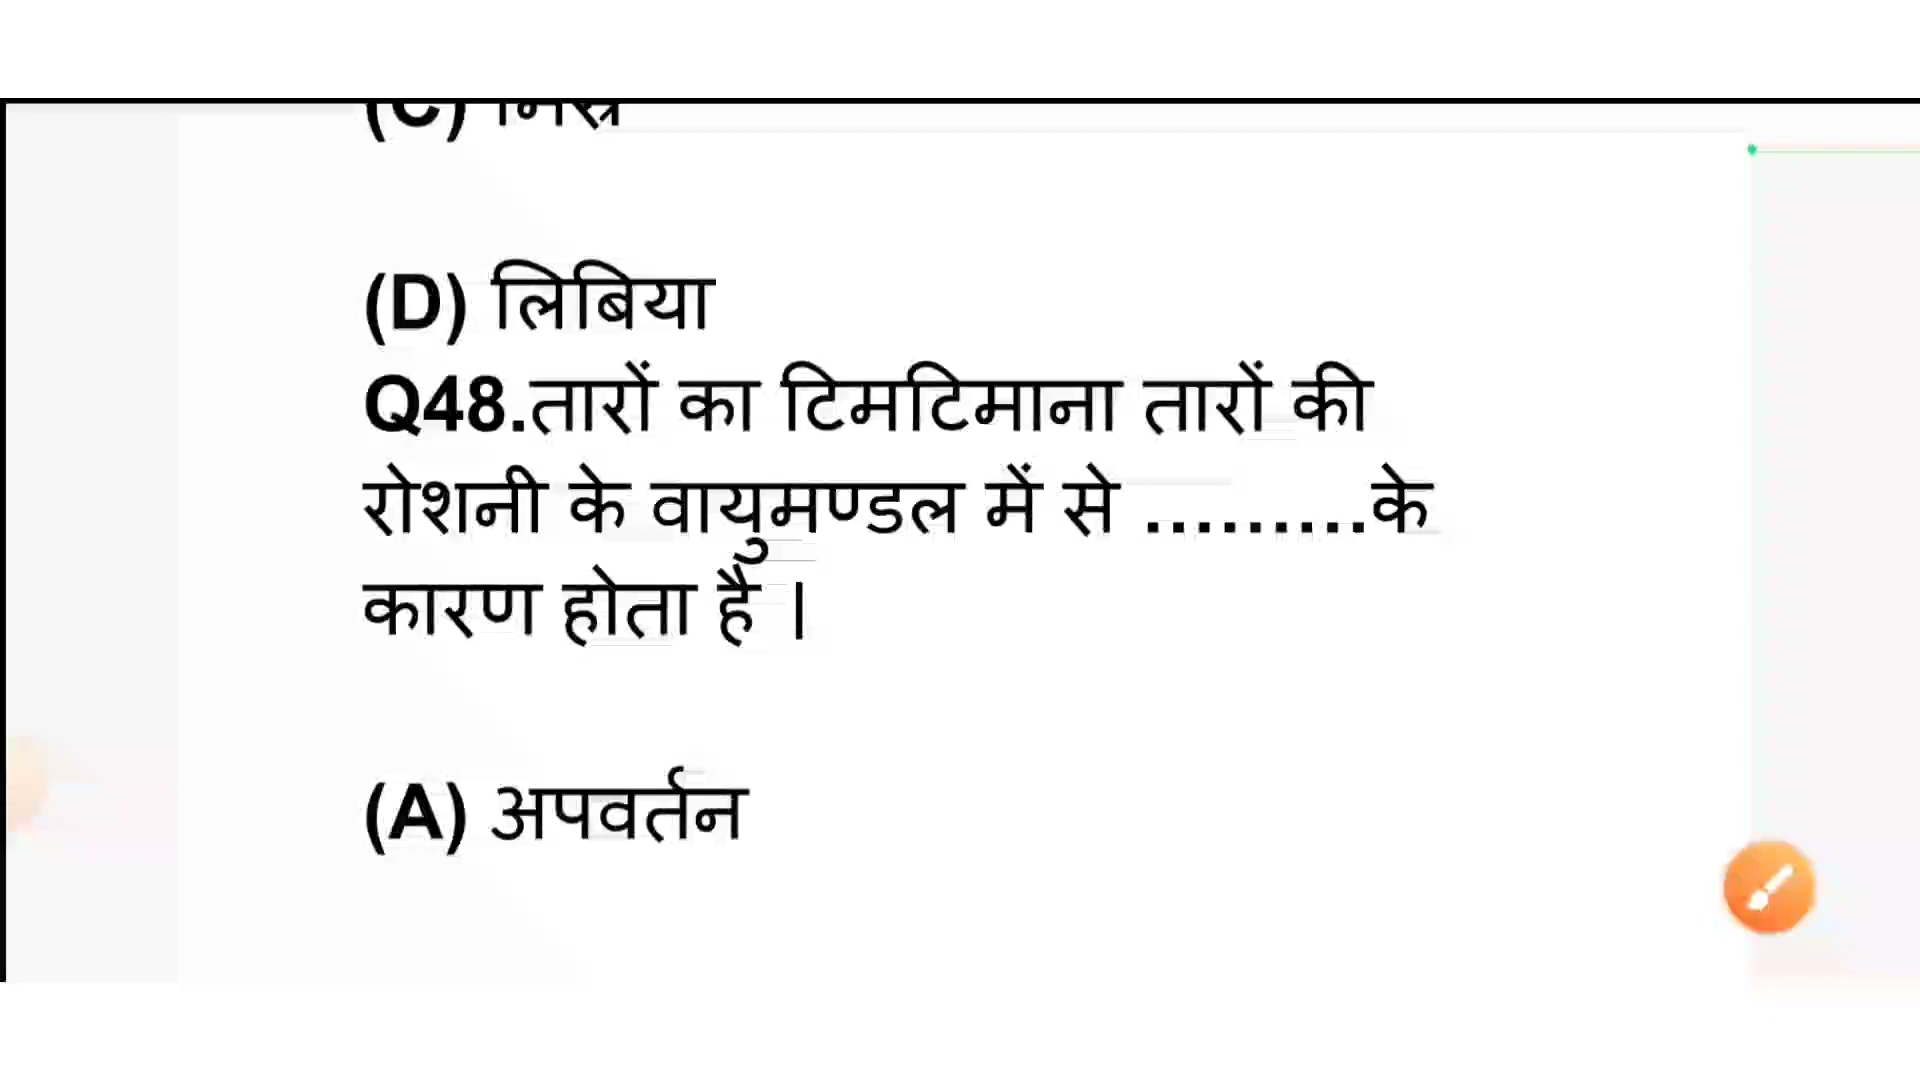 (C) मिस्र
(D) लिबिया
Q48.तारों का टिमटिमाना तारों की
रोशनी के वायुमण्डल में से .........के
कारण होता है ।
(A) अपवर्तन